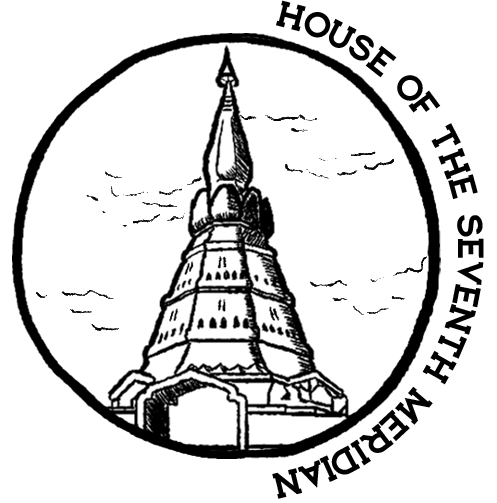 HOUSE OF THE SEVENTH MERIDIAN